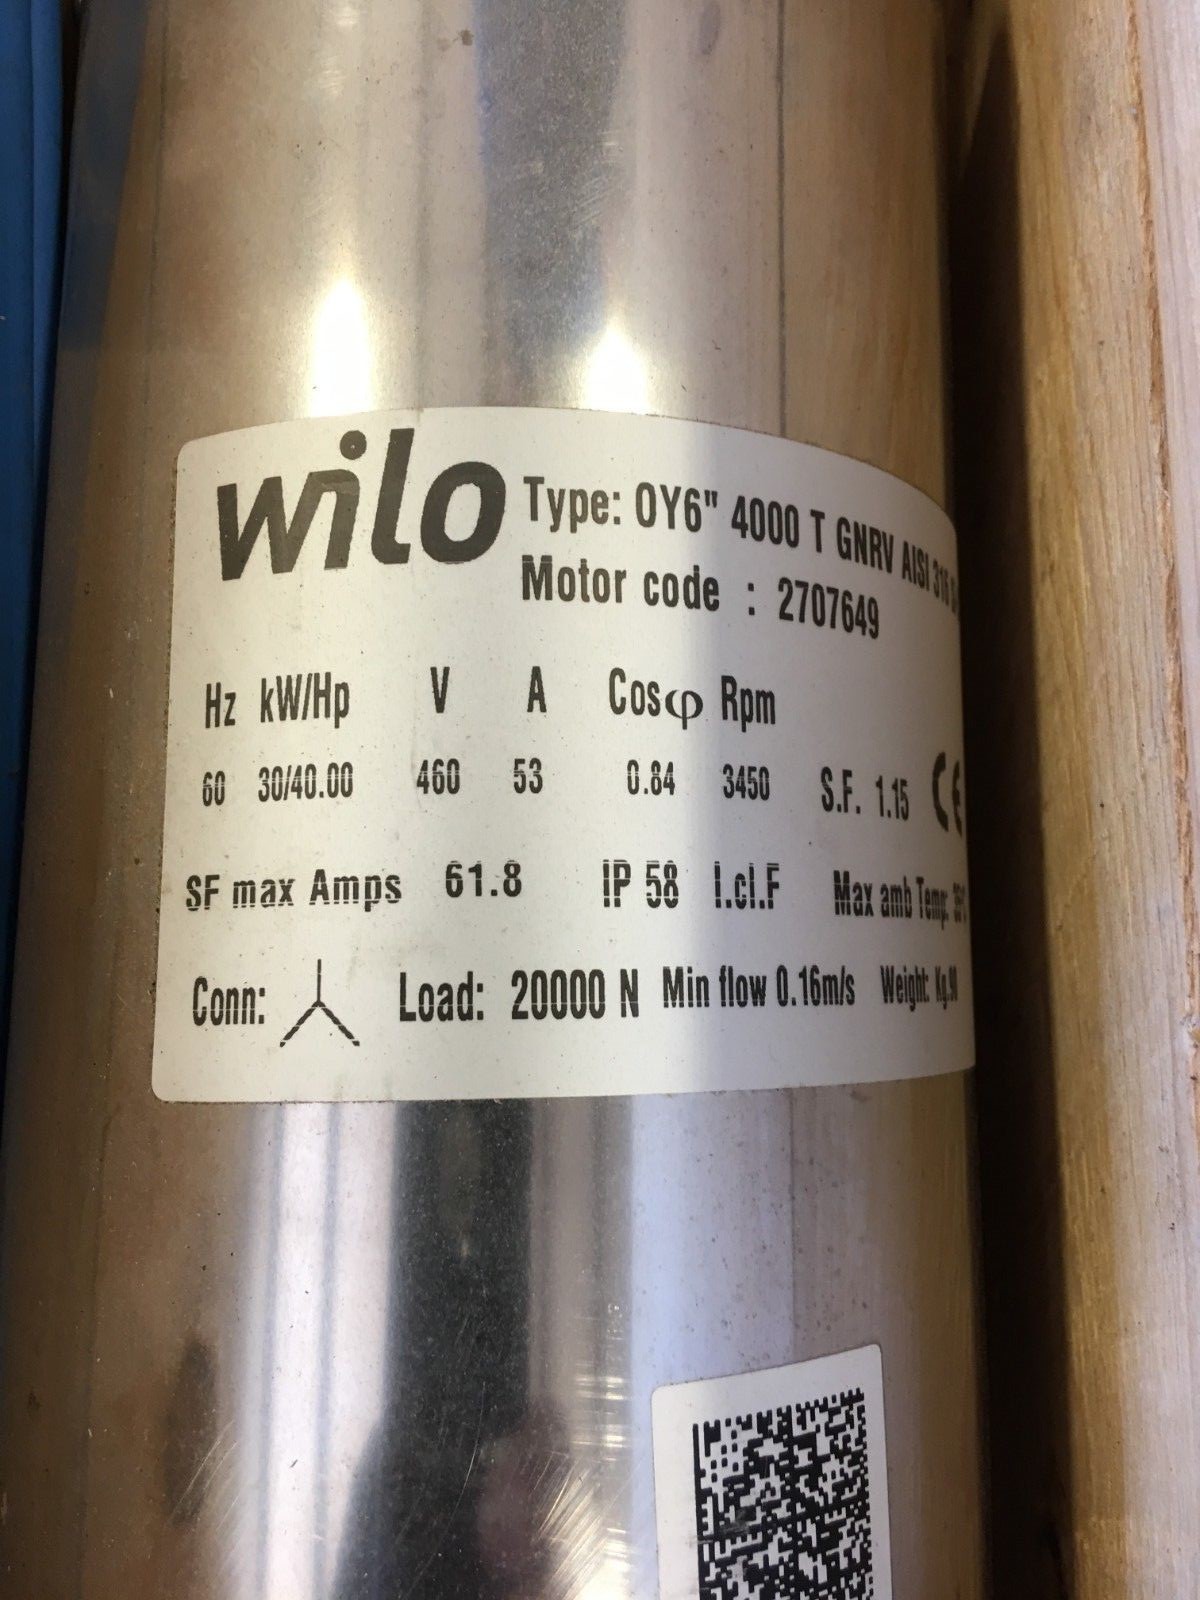 wilo
Type: OY6" 4000 T GNRV AISI 316
Motor code : 2707649
Hz kW/Hp V A Cosφ Rpm
60 30/40.00 460 53 0.84 3450 S.F. 1.15 CE
SF max Amps 61.8 IP 58 I.cl.F Max amb Temp:
Conn: Load: 20000 N Min flow 0.16m/s Weight: Kg.90